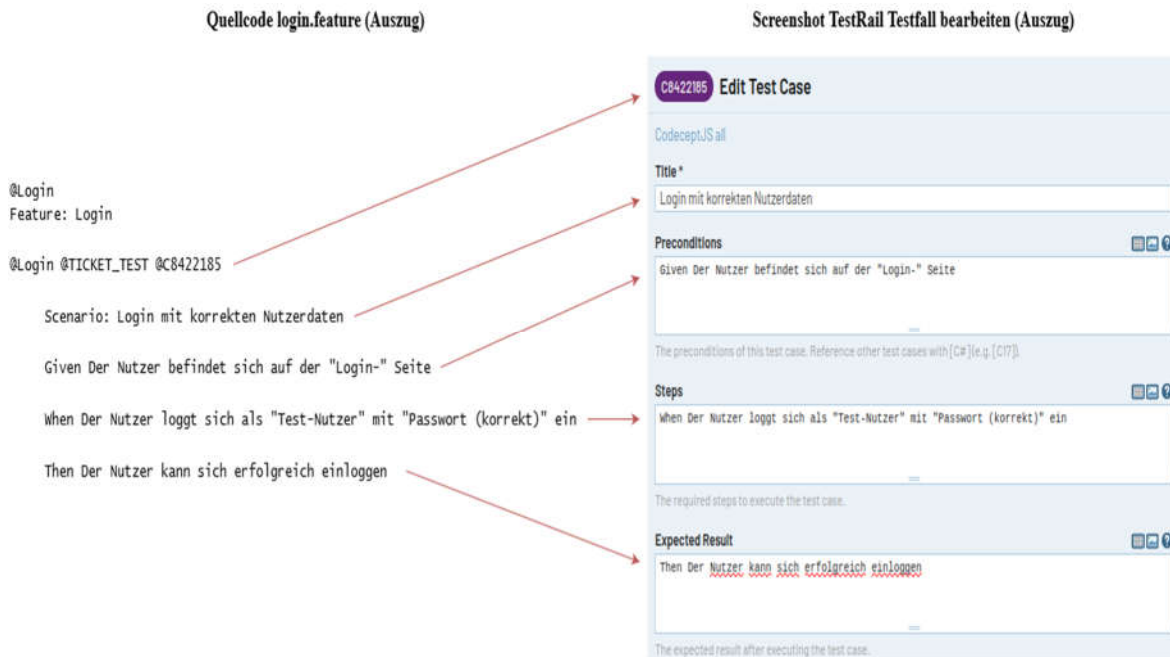 Quellcode login.feature (Auszug)
@Login
Feature: Login
@Login @TICKET_TEST @C8422185
Scenario: Login mit korrekten Nutzerdaten
Given Der Nutzer befindet sich auf der "Login-" Seite
When Der Nutzer loggt sich als "Test-Nutzer" mit "Passwort (korrekt)" ein
Then Der Nutzer kann sich erfolgreich einloggen
Screenshot TestRail Testfall bearbeiten (Auszug)
C8422185 Edit Test Case
CodeceptJS all
Title *
Login mit korrekten Nutzerdaten
Preconditions
Given Der Nutzer befindet sich auf der "Login-" Seite
The preconditions of this test case. Reference other test cases with [C#] (e.g. [C17]).
Steps
When Der Nutzer loggt sich als "Test-Nutzer" mit "Passwort (korrekt)" ein
The required steps to execute the test case.
Expected Result
Then Der Nutzer kann sich erfolgreich einloggen
The expected result after executing the test case.